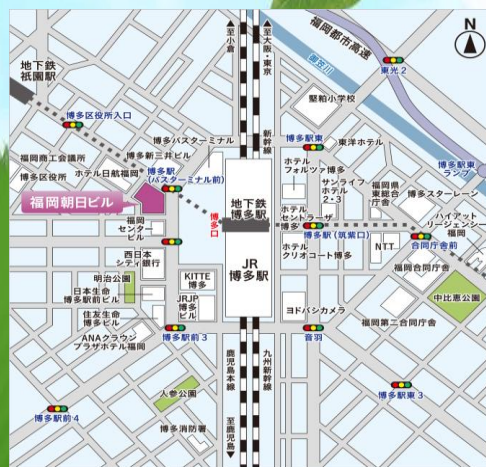 N
福岡都市高速
至小倉
至大阪・東京
東光2
御笠川
地下鉄
祇園駅
新幹線
堅粕小学校
博多区役所入口
博多バスターミナル
博多駅東
東洋ホテル
福岡商工会議所
博多新三井ビル
博多駅東
ランプ
博多区役所
ホテル日航福岡
博多駅
(バスターミナル前)
ホテル
フォルツァ博多
サンライフ
ホテル
2・3
福岡県
東総合
庁舎
博多スターレーン
福岡朝日ビル
地下鉄
博多駅
博多口
ホテル
セントラーザ
博多
ハイアット
リージェンシー
福岡
福岡
センター
ビル
博多駅(筑紫口)
合同庁舎前
西日本
シティ銀行
JR
博多駅
ホテル
クリオコート博多
N.T.T
福岡合同庁舎
明治公園
KITTE
博多
日本生命
博多駅前ビル
JRJP
博多
ビル
ヨドバシカメラ
中比恵公園
住友生命
博多ビル
福岡第二合同庁舎
ANAクラウン
プラザホテル福岡
博多駅前3
音羽
鹿児島本線
九州新幹線
人参公園
博多駅東3
博多駅前4
至鹿児島
博多消防署